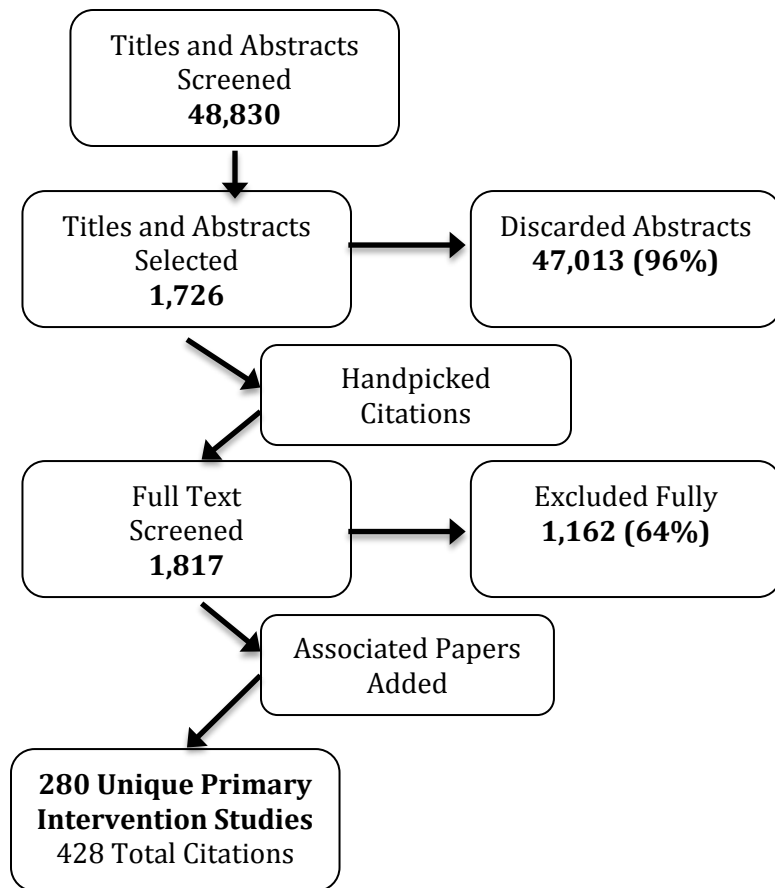 Titles and Abstracts
Screened
48,830
Titles and Abstracts
Selected
1,726
Discarded Abstracts
47,013 (96%)
Handpicked
Citations
Full Text
Screened
1,817
Excluded Fully
1,162 (64%)
Associated Papers
Added
280 Unique Primary
Intervention Studies
428 Total Citations